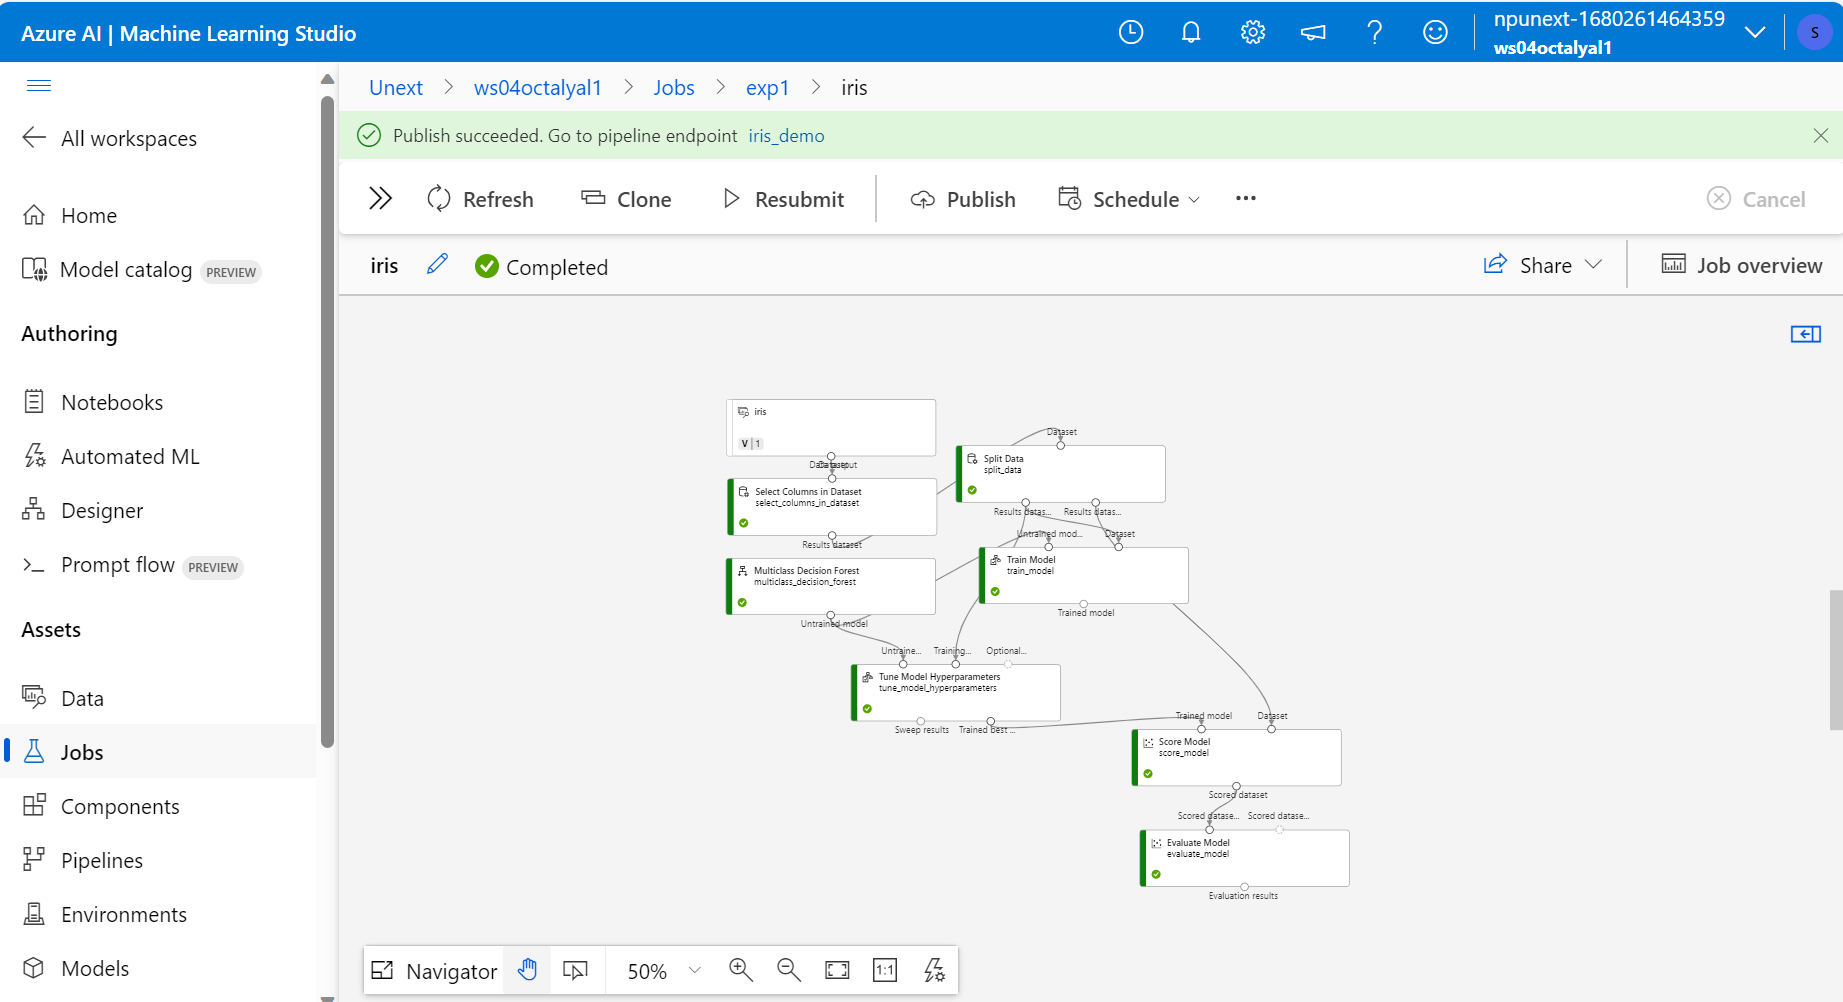 Azure AI | Machine Learning Studio
npunext-1680261464359
ws04octalyal1
S
All workspaces
Home
Model catalog PREVIEW
Authoring
Notebooks
Automated ML
Designer
Prompt flow PREVIEW
Assets
Data
Jobs
Components
Pipelines
Environments
Models
Unext > ws04octalyal1 > Jobs > exp1 > iris
Publish succeeded. Go to pipeline endpoint iris_demo
Refresh Clone Resubmit Publish Schedule ··· Cancel
iris Completed Share Job overview
iris
V | 1
Dataset
Split Data
split_data
Select Columns in Dataset
select_columns_in_dataset
Results datas... Results datas...
Results dataset
Untrained mod... Dataset
Train Model
train_model
Trained model
Multiclass Decision Forest
multiclass_decision_forest
Untrained model
Untraine... Training... Optional...
Tune Model Hyperparameters
tune_model_hyperparameters
Sweep results Trained best ...
Trained model Dataset
Score Model
score_model
Scored dataset
Scored datase... Scored datase...
Evaluate Model
evaluate_model
Evaluation results
Navigator 50% 1:1